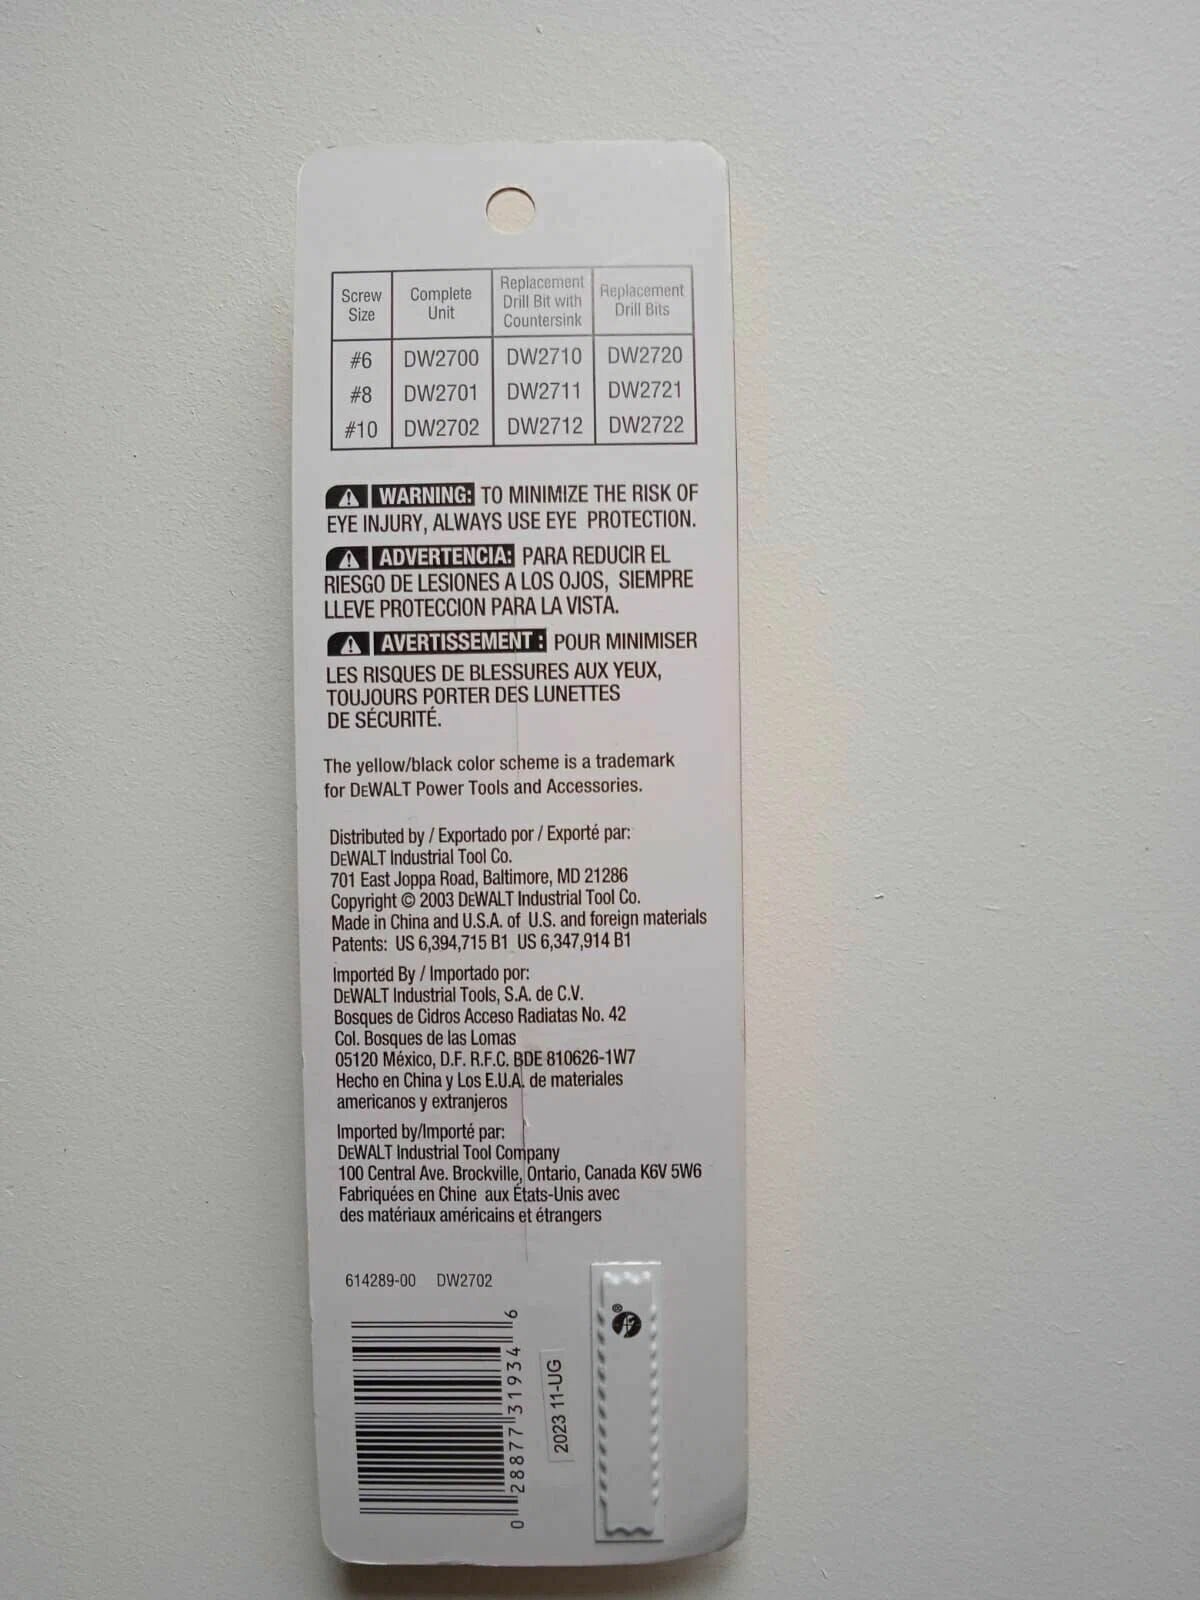 Screw Size Complete Unit Replacement Drill Bit with Countersink Replacement Drill Bits
#6 DW2700 DW2710 DW2720
#8 DW2701 DW2711 DW2721
#10 DW2702 DW2712 DW2722
WARNING: TO MINIMIZE THE RISK OF
EYE INJURY, ALWAYS USE EYE PROTECTION.
ADVERTENCIA: PARA REDUCIR EL
RIESGO DE LESIONES A LOS OJOS, SIEMPRE
LLEVE PROTECCION PARA LA VISTA.
AVERTISSEMENT : POUR MINIMISER
LES RISQUES DE BLESSURES AUX YEUX,
TOUJOURS PORTER DES LUNETTES
DE SÉCURITÉ.
The yellow/black color scheme is a trademark
for DEWALT Power Tools and Accessories.
Distributed by / Exportado por / Exporté par:
DEWALT Industrial Tool Co.
701 East Joppa Road, Baltimore, MD 21286
Copyright © 2003 DEWALT Industrial Tool Co.
Made in China and U.S.A. of U.S. and foreign materials
Patents: US 6,394,715 B1 US 6,347,914 B1
Imported By / Importado por:
DEWALT Industrial Tools, S.A. de C.V.
Bosques de Cidros Acceso Radiatas No. 42
Col. Bosques de las Lomas
05120 México, D.F. R.F.C. BDE 810626-1W7
Hecho en China y Los E.U.A. de materiales
americanos y extranjeros
Imported by/Importé par:
DEWALT Industrial Tool Company
100 Central Ave. Brockville, Ontario, Canada K6V 5W6
Fabriquées en Chine aux États-Unis avec
des matériaux américains et étrangers
614289-00 DW2702
0 28877 31934 6
2023 11-UG
®